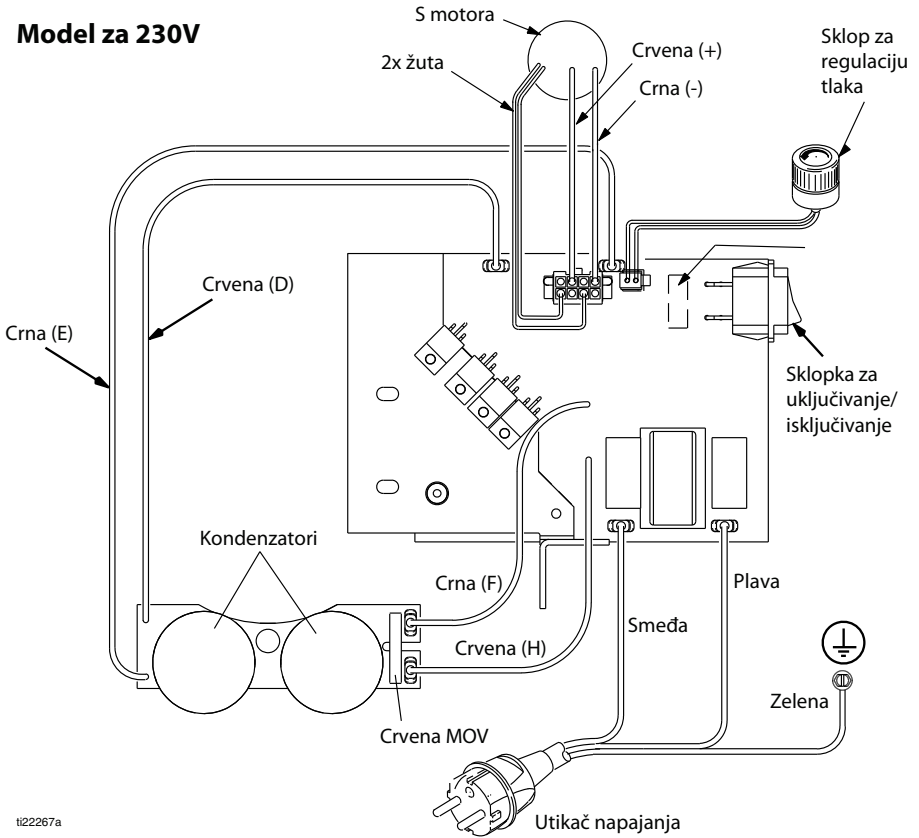 Model za 230V
S motora
2x žuta
Crvena (+)
Crna (-)
Sklop za
regulaciju
tlaka
Crvena (D)
Crna (E)
Sklopka za
uključivanje/
isključivanje
Kondenzatori
Crna (F)
Plava
Smeđa
Crvena (H)
Zelena
Crvena MOV
Utikač napajanja
ti22267a